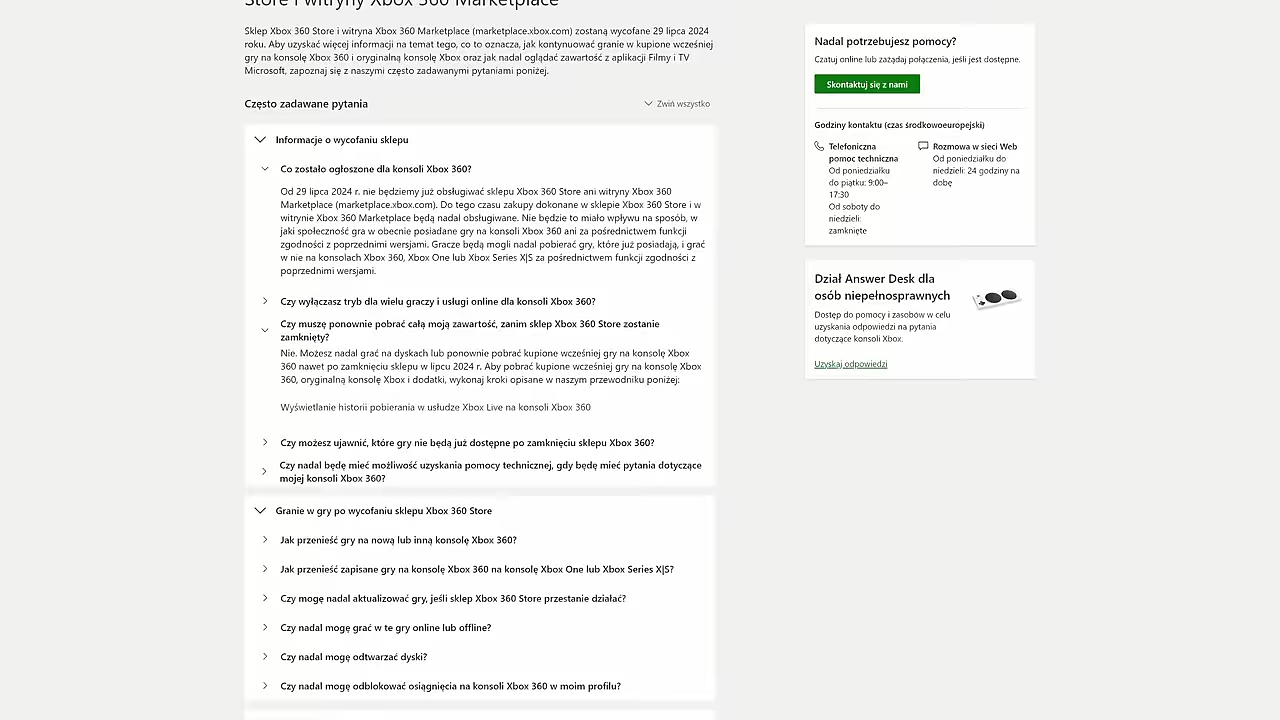 Store i witryny Xbox 360 Marketplace
Sklep Xbox 360 Store i witryna Xbox 360 Marketplace (marketplace.xbox.com) zostaną wycofane 29 lipca 2024
roku. Aby uzyskać więcej informacji na temat tego, co to oznacza, jak kontynuować granie w kupione wcześniej
gry na konsolę Xbox 360 i oryginalną konsolę Xbox oraz jak nadal oglądać zawartość z aplikacji Filmy i TV
Microsoft, zapoznaj się z naszymi często zadawanymi pytaniami poniżej.
Często zadawane pytania
Zwiń wszystko
Informacje o wycofaniu sklepu
Co zostało ogłoszone dla konsoli Xbox 360?
Od 29 lipca 2024 r. nie będziemy już obsługiwać sklepu Xbox 360 Store ani witryny Xbox 360
Marketplace (marketplace.xbox.com). Do tego czasu zakupy dokonane w sklepie Xbox 360 Store i w
witrynie Xbox 360 Marketplace będą nadal obsługiwane. Nie będzie to miało wpływu na sposób, w
jaki społeczność gra w obecnie posiadane gry na konsoli Xbox 360 ani za pośrednictwem funkcji
zgodności z poprzednimi wersjami. Gracze będą mogli nadal pobierać gry, które już posiadają, i grać
w nie na konsolach Xbox 360, Xbox One lub Xbox Series X|S za pośrednictwem funkcji zgodności z
poprzednimi wersjami.
Czy wyłączasz tryb dla wielu graczy i usługi online dla konsoli Xbox 360?
Czy muszę ponownie pobrać całą moją zawartość, zanim sklep Xbox 360 Store zostanie
zamknięty?
Nie. Możesz nadal grać na dyskach lub ponownie pobrać kupione wcześniej gry na konsolę Xbox
360 nawet po zamknięciu sklepu w lipcu 2024 r. Aby pobrać kupione wcześniej gry na konsolę Xbox
360, oryginalną konsolę Xbox i dodatki, wykonaj kroki opisane w naszym przewodniku poniżej:
Wyświetlanie historii pobierania w usłudze Xbox Live na konsoli Xbox 360
Czy możesz ujawnić, które gry nie będą już dostępne po zamknięciu sklepu Xbox 360?
Czy nadal będę mieć możliwość uzyskania pomocy technicznej, gdy będę mieć pytania dotyczące
mojej konsoli Xbox 360?
Granie w gry po wycofaniu sklepu Xbox 360 Store
Jak przenieść gry na nową lub inną konsolę Xbox 360?
Jak przenieść zapisane gry na konsolę Xbox 360 na konsolę Xbox One lub Xbox Series X|S?
Czy mogę nadal aktualizować gry, jeśli sklep Xbox 360 Store przestanie działać?
Czy nadal mogę grać w te gry online lub offline?
Czy nadal mogę odtwarzać dyski?
Czy nadal mogę odblokować osiągnięcia na konsoli Xbox 360 w moim profilu?
Nadal potrzebujesz pomocy?
Czatuj online lub zażądaj połączenia, jeśli jest dostępne.
Skontaktuj się z nami
Godziny kontaktu (czas środkowoeuropejski)
Telefoniczna
pomoc techniczna
Od poniedziałku
do piątku: 9:00–
17:30
Od soboty do
niedzieli:
zamknięte
Rozmowa w sieci Web
Od poniedziałku do
niedzieli: 24 godziny na
dobę
Dział Answer Desk dla
osób niepełnosprawnych
Dostęp do pomocy i zasobów w celu
uzyskania odpowiedzi na pytania
dotyczące konsoli Xbox.
Uzyskaj odpowiedzi